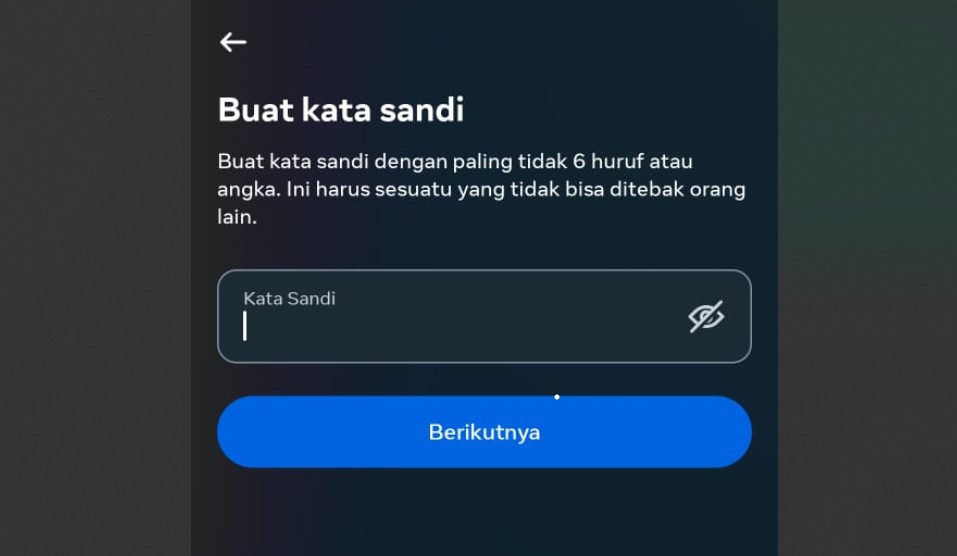 Buat kata sandi
Buat kata sandi dengan paling tidak 6 huruf atau
angka. Ini harus sesuatu yang tidak bisa ditebak orang
lain.
Kata Sandi
Berikutnya